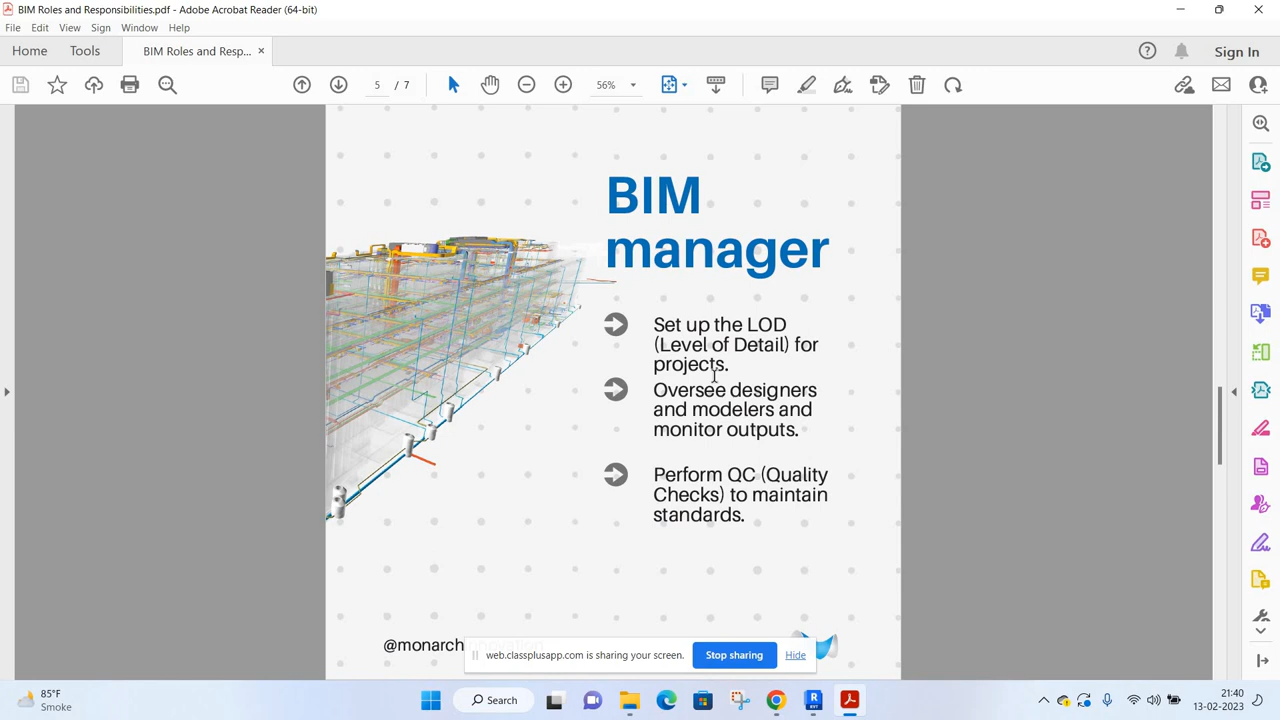 BIM Roles and Responsibilities.pdf - Adobe Acrobat Reader (64-bit)
File Edit View Sign Window Help
Home Tools BIM Roles and Resp... × Sign In
5 / 7 56%
BIM
manager
Set up the LOD
(Level of Detail) for
projects.
Oversee designers
and modelers and
monitor outputs.
Perform QC (Quality
Checks) to maintain
standards.
@monarch
web.classplusapp.com is sharing your screen. Stop sharing Hide
85°F
Smoke
Search
21:40
13-02-2023